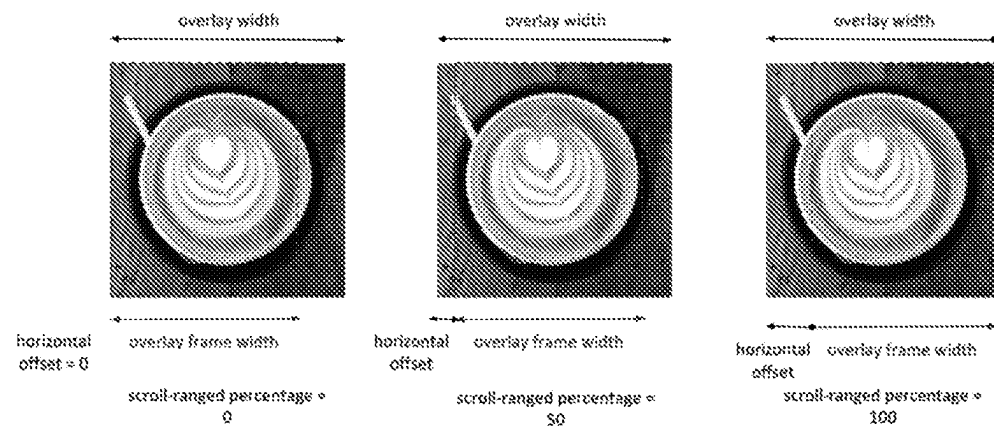 overlay width
overlay width
overlay width
horizontal
offset = 0
overlay frame width
horizontal
offset
overlay frame width
horizontal
offset
overlay frame width
scroll-ranged percentage =
0
scroll-ranged percentage =
50
scroll-ranged percentage =
100